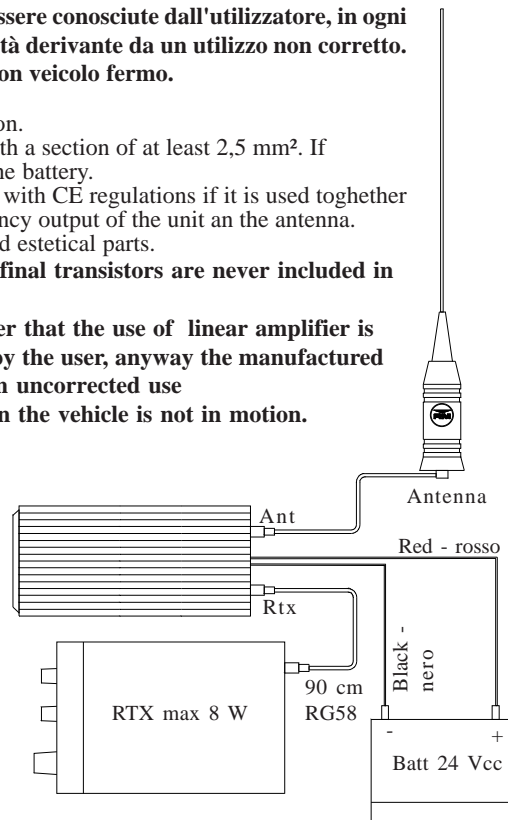 ssere conosciute dall'utilizzatore, in ogni
tà derivante da un utilizzo non corretto.
on veicolo fermo.
on.
th a section of at least 2,5 mm². If
ne battery.
with CE regulations if it is used toghether
ncy output of the unit an the antenna.
d estetical parts.
final transistors are never included in
er that the use of linear amplifier is
by the user, anyway the manufactured
n uncorrected use
n the vehicle is not in motion.
Antenna
Ant
Red - rosso
Rtx
Black -
nero
90 cm
RG58
RTX max 8 W
- +
Batt 24 Vcc